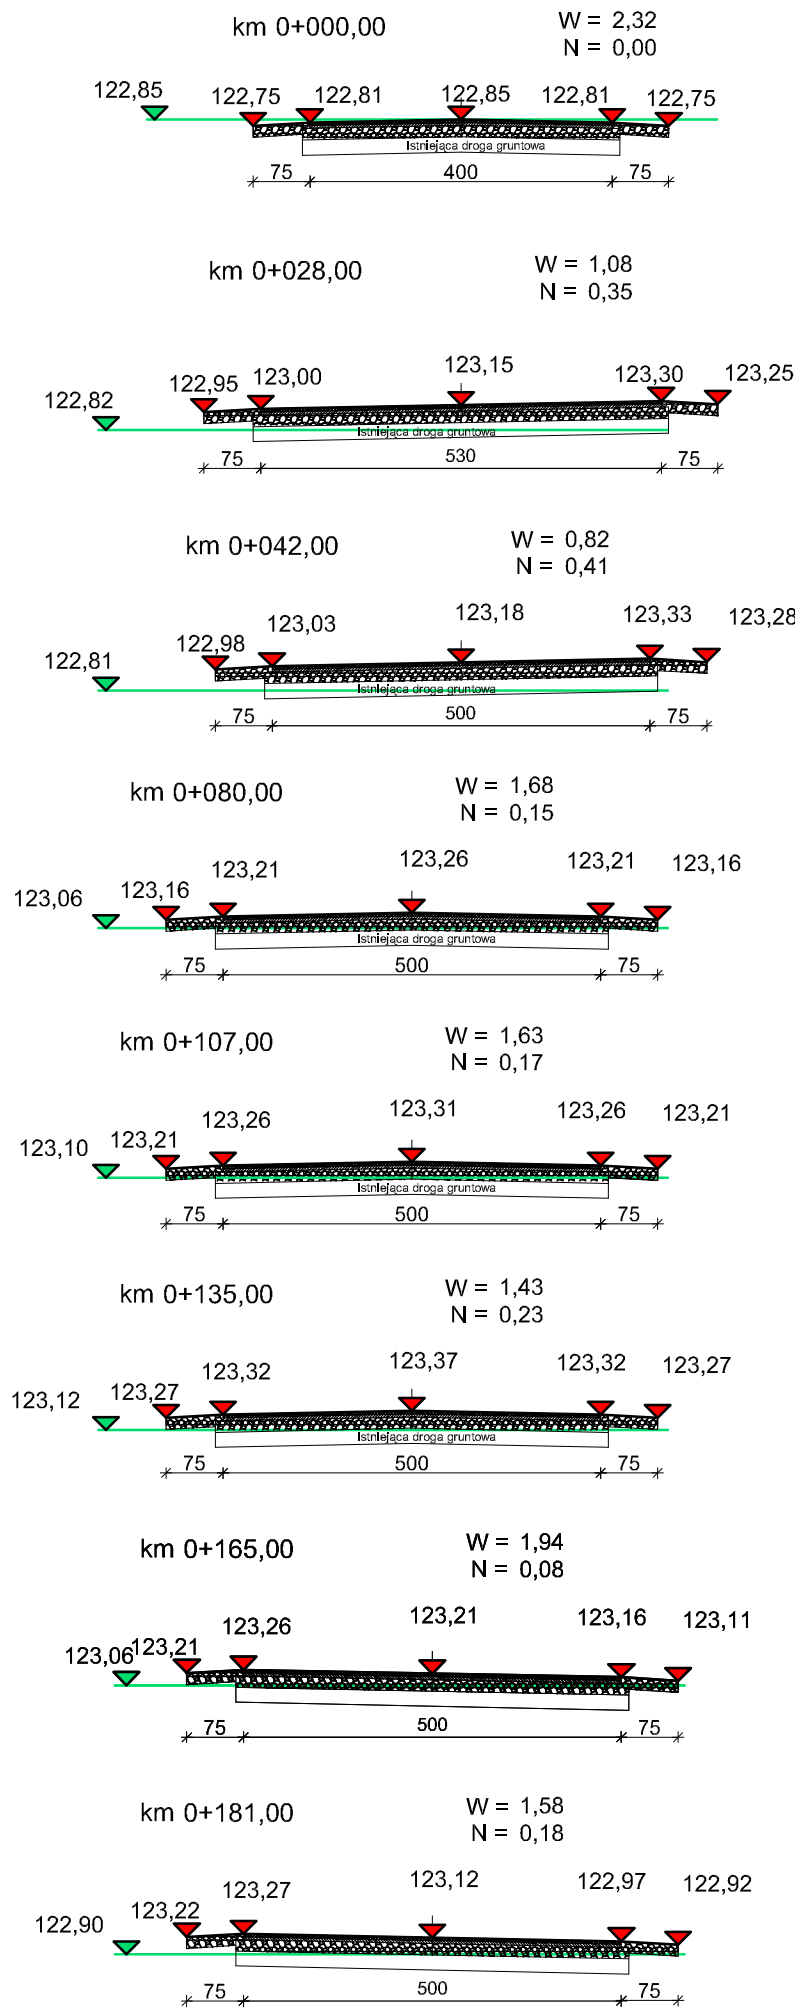 km 0+000,00 W = 2,32
N = 0,00
122,85 122,75 122,81 122,85 122,81 122,75
Istniejąca droga gruntowa
75 400 75
km 0+028,00 W = 1,08
N = 0,35
122,82 122,95 123,00 123,15 123,30 123,25
Istniejąca droga gruntowa
75 530 75
km 0+042,00 W = 0,82
N = 0,41
122,81 122,98 123,03 123,18 123,33 123,28
Istniejąca droga gruntowa
75 500 75
km 0+080,00 W = 1,68
N = 0,15
123,06 123,16 123,21 123,26 123,21 123,16
Istniejąca droga gruntowa
75 500 75
km 0+107,00 W = 1,63
N = 0,17
123,10 123,21 123,26 123,31 123,26 123,21
Istniejąca droga gruntowa
75 500 75
km 0+135,00 W = 1,43
N = 0,23
123,12 123,27 123,32 123,37 123,32 123,27
Istniejąca droga gruntowa
75 500 75
km 0+165,00 W = 1,94
N = 0,08
123,06 123,21 123,26 123,21 123,16 123,11
75 500 75
km 0+181,00 W = 1,58
N = 0,18
122,90 123,22 123,27 123,12 122,97 122,92
75 500 75